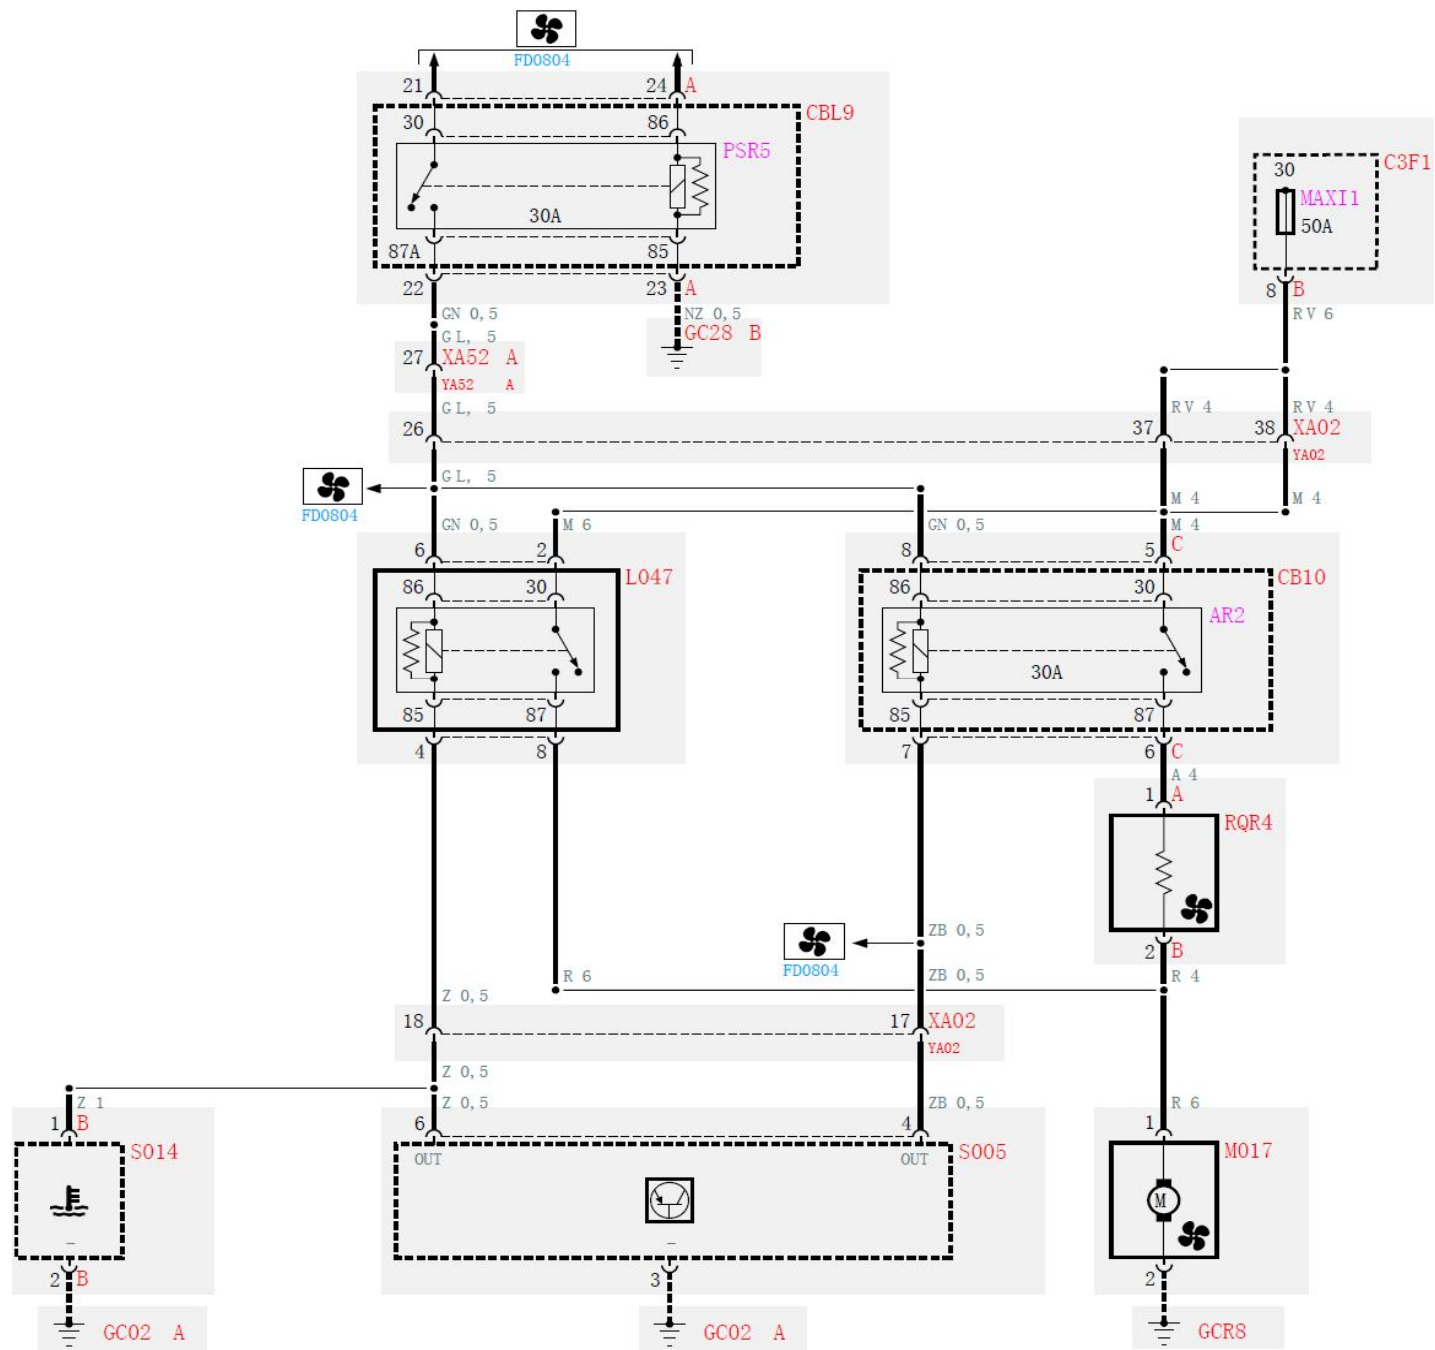 FD0804
21 24 A
CBL9
30 86
PSR5
30A
87A 85
22 23 A
GN 0,5 NZ 0,5
GC28 B
GL, 5
27 XA52 A
YA52 A
GL, 5
C3F1
30
MAXI1
50A
8 B
RV 6
RV 4 RV 4
26 37 38 XA02
YA02
GL, 5
FD0804
M 4 M 4
GN 0,5 M 6 GN 0,5 M 4
6 2 8 5 C
L047 CB10
86 30 86 30
AR2
30A
85 87 85 87
4 8 7 6 C
A 4
1 A
RQR4
2 B
ZB 0,5
FD0804
R 6 ZB 0,5 R 4
Z 0,5
18 17 XA02
YA02
Z 0,5
Z 1 Z 0,5 ZB 0,5 R 6
1 B 6 4 1
S014 OUT OUT S005 M017
M
– –
2 B 3 2
GC02 A GC02 A GCR8